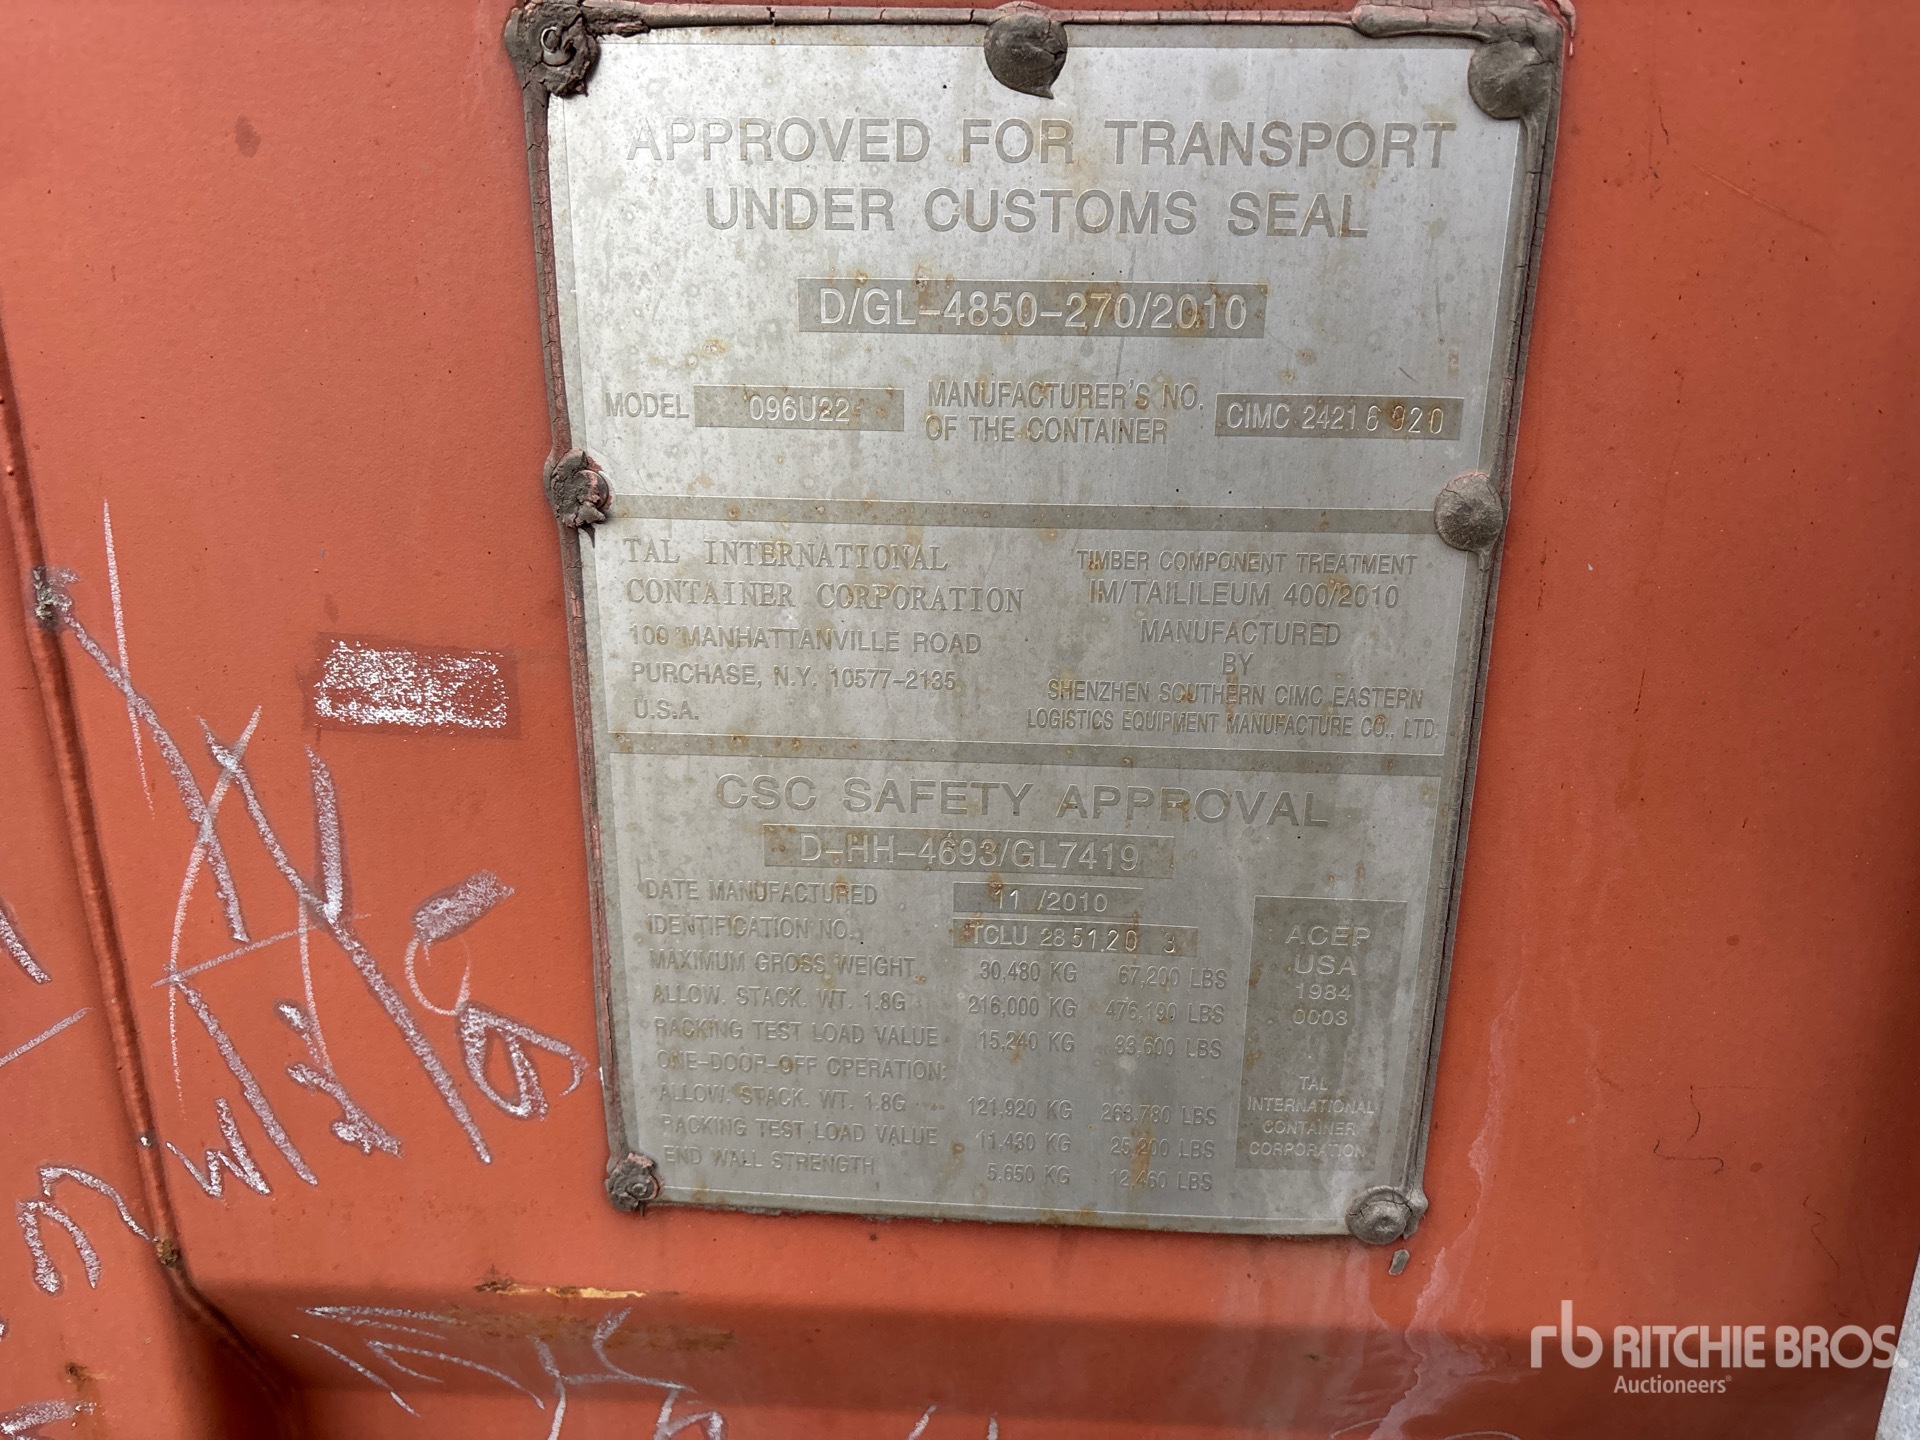 APPROVED FOR TRANSPORT
UNDER CUSTOMS SEAL
D/GL-4850-270/2010
MODEL 096U22
MANUFACTURER'S NO.
OF THE CONTAINER
CIMC 24216920
TAL INTERNATIONAL
CONTAINER CORPORATION
100 MANHATTANVILLE ROAD
PURCHASE, N.Y. 10577-2135
U.S.A.
TIMBER COMPONENT TREATMENT
IM/TAILILEUM 400/2010
MANUFACTURED
BY
SHENZHEN SOUTHERN CIMC EASTERN
LOGISTICS EQUIPMENT MANUFACTURE CO., LTD.
CSC SAFETY APPROVAL
D-HH-4693/GL7419
DATE MANUFACTURED 11 /2010
IDENTIFICATION NO. TCLU 285120 3
MAXIMUM GROSS WEIGHT 30,480 KG 67,200 LBS
ALLOW. STACK. WT. 1.8G 216,000 KG 476,190 LBS
RACKING TEST LOAD VALUE 15,240 KG 33,600 LBS
ONE-DOOR-OFF OPERATION:
ALLOW. STACK. WT. 1.8G 121,920 KG 268,780 LBS
RACKING TEST LOAD VALUE 11,430 KG 25,200 LBS
END WALL STRENGTH 5,650 KG 12,460 LBS
ACEP
USA
1984
0003
TAL
INTERNATIONAL
CONTAINER
CORPORATION
rb RITCHIE BROS.
Auctioneers